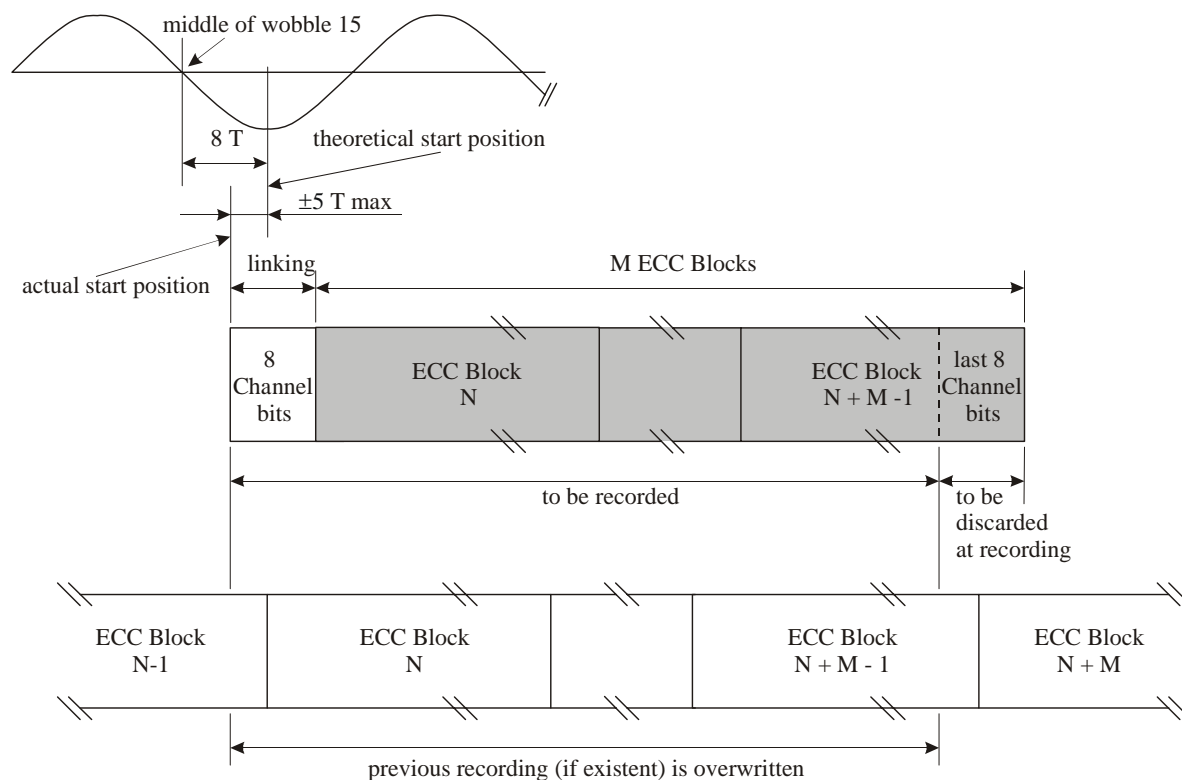 middle of wobble 15
8 T
theoretical start position
±5 T max
linking
M ECC Blocks
actual start position
8
Channel
bits
ECC Block
N
ECC Block
N + M -1
last 8
Channel
bits
to be recorded
to be
discarded
at recording
ECC Block
N-1
ECC Block
N
ECC Block
N + M - 1
ECC Block
N + M
previous recording (if existent) is overwritten